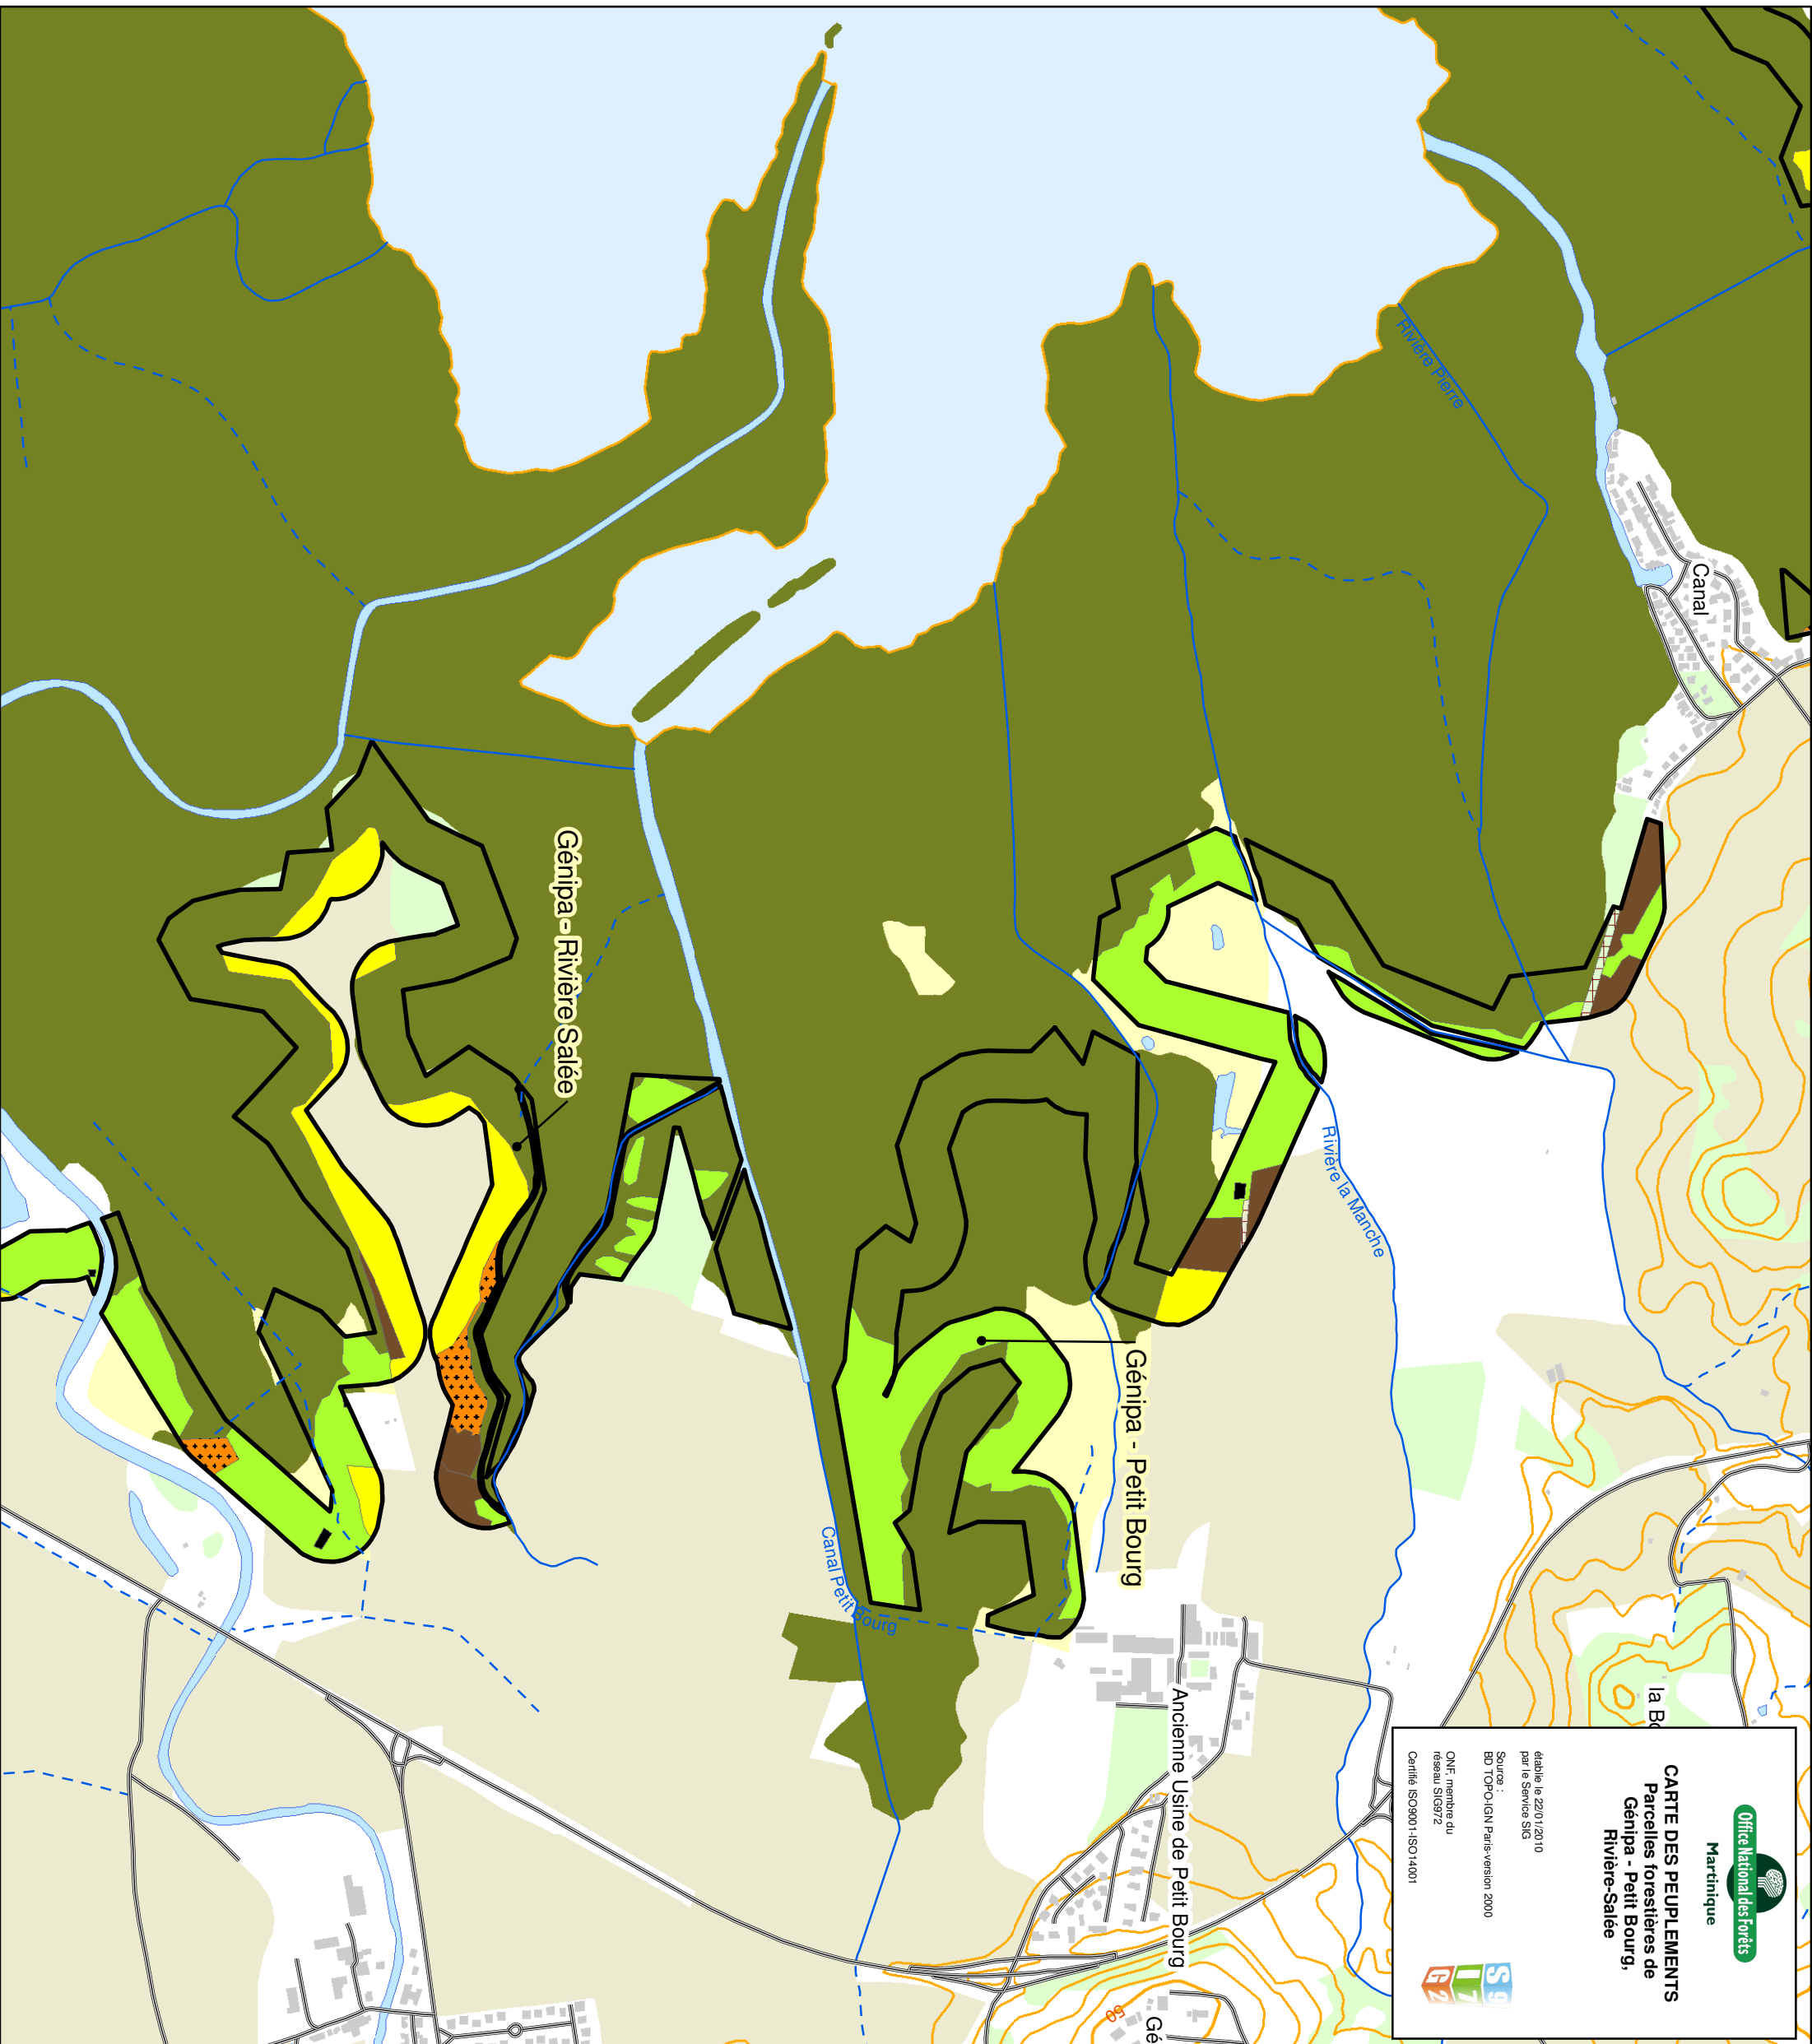 Office National des Forêts
Martinique
CARTE DES PEUPLEMENTS
Parcelles forestières de
Génipa - Petit Bourg,
Rivière-Salée
établie le 22/01/2010
par le Service SIG
Source :
BD TOPO-IGN Paris-version 2000
ONF, membre du
réseau SIG972
Certifié ISO9001-ISO14001
la Bo
Canal
Rivière Pierre
Rivière la Manche
Génipa - Petit Bourg
Ancienne Usine de Petit Bourg
Gé
Canal Petit Bourg
Génipa - Rivière Salée